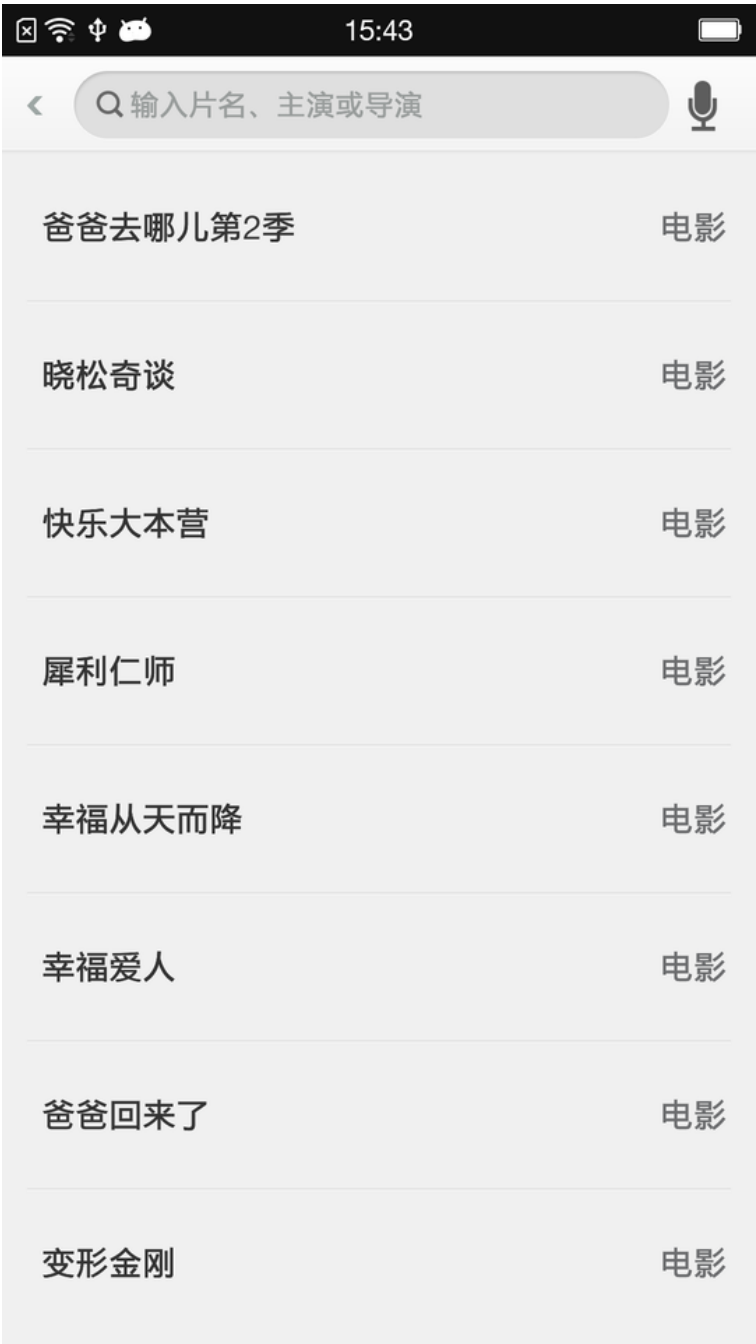 15:43
输入片名、主演或导演
爸爸去哪儿第2季 电影
晓松奇谈 电影
快乐大本营 电影
犀利仁师 电影
幸福从天而降 电影
幸福爱人 电影
爸爸回来了 电影
变形金刚 电影